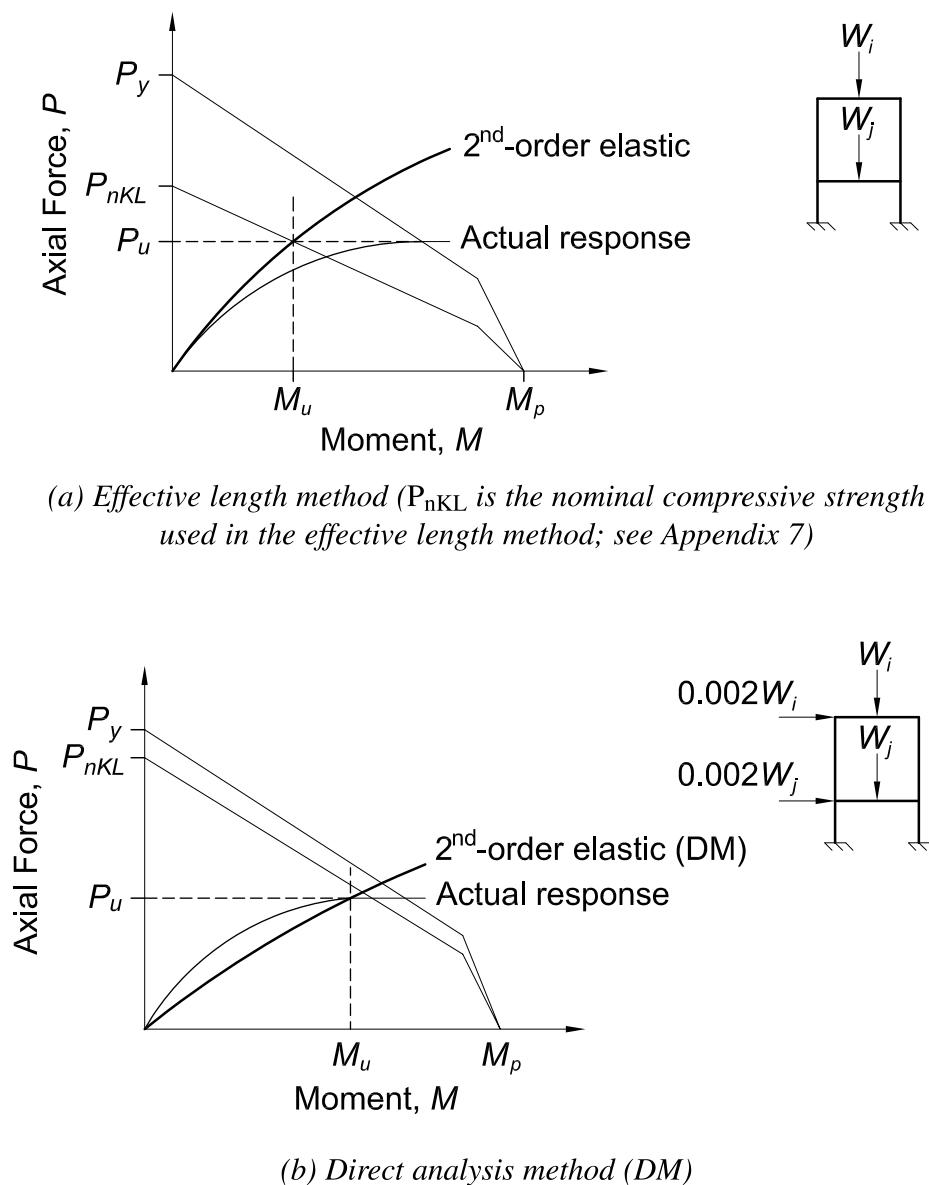 W_i
P_y
W_j
2nd-order elastic
Axial Force, P
P_nKL
P_u
Actual response
M_u
M_p
Moment, M
(a) Effective length method (P_nKL is the nominal compressive strength
used in the effective length method; see Appendix 7)
W_i
0.002W_i
P_y
W_j
P_nKL
0.002W_j
Axial Force, P
2nd-order elastic (DM)
P_u
Actual response
M_u
M_p
Moment, M
(b) Direct analysis method (DM)